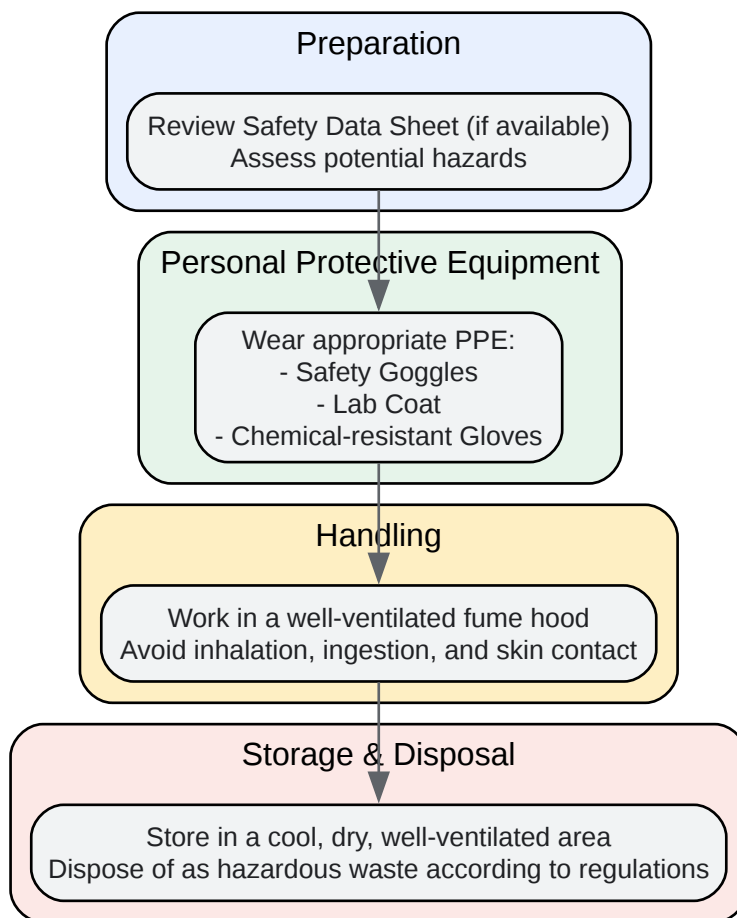 Preparation
Review Safety Data Sheet (if available)
Assess potential hazards
Personal Protective Equipment
Wear appropriate PPE:
- Safety Goggles
- Lab Coat
- Chemical-resistant Gloves
Handling
Work in a well-ventilated fume hood
Avoid inhalation, ingestion, and skin contact
Storage & Disposal
Store in a cool, dry, well-ventilated area
Dispose of as hazardous waste according to regulations